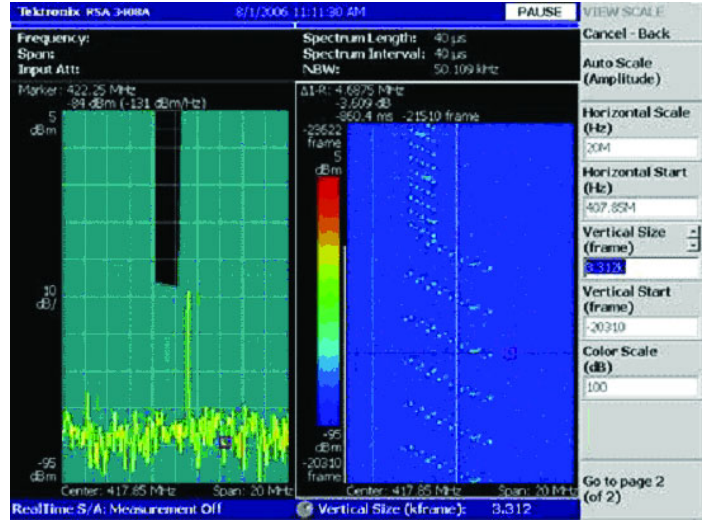 Tektronix RSA 3408A 8/1/2006 11:11:30 AM PAUSE VIEW SCALE
Cancel - Back
Frequency:
Span:
Input Att:
Spectrum Length: 40 µs
Spectrum Interval: 40 µs
NBW: 50.109 kHz
Marker: 422.25 MHz
-84 dBm (-131 dBm/Hz)
5
dBm
10
dB/
-95
dBm
Center: 417.85 MHz Span: 20 MHz
Δ1-R: 4.6875 MHz
-3.609 dB
-860.4 ms -21510 frame
-23622
frame
5
dBm
-95
dBm
-20310
frame
Center: 417.85 MHz Span: 20 MHz
Auto Scale
(Amplitude)
Horizontal Scale
(Hz)
20M
Horizontal Start
(Hz)
407.85M
Vertical Size
(frame)
3.312k
Vertical Start
(frame)
-20310
Color Scale
(dB)
100
Go to page 2
(of 2)
RealTime S/A: Measurement Off
Vertical Size (kframe): 3.312